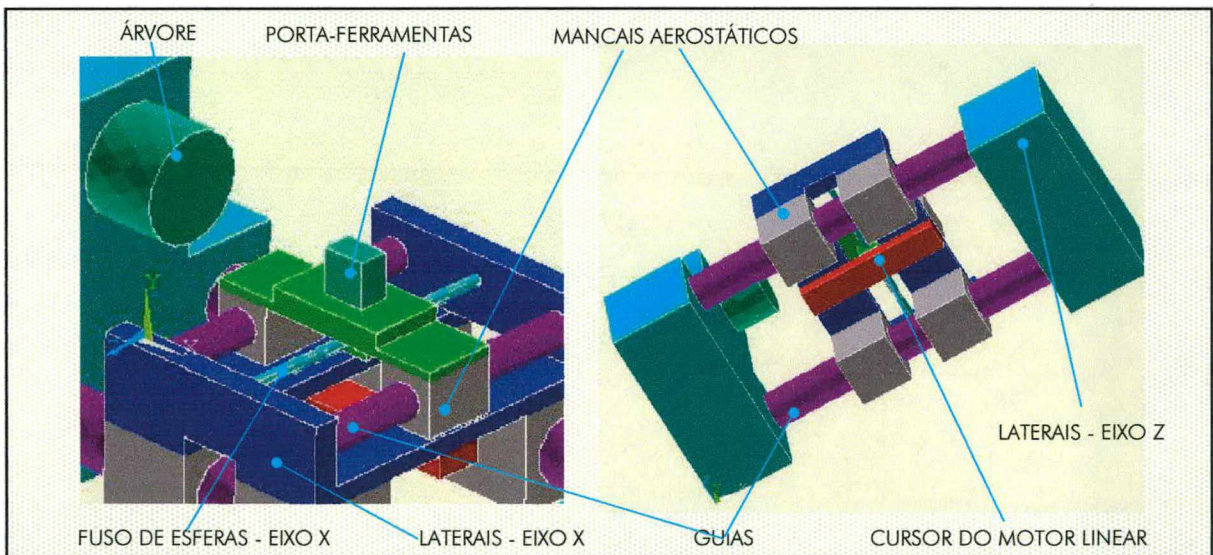 ÁRVORE
PORTA-FERRAMENTAS
MANCAIS AEROSTÁTICOS
LATERAIS - EIXO Z
FUSO DE ESFERAS - EIXO X
LATERAIS - EIXO X
GUIAS
CURSOR DO MOTOR LINEAR